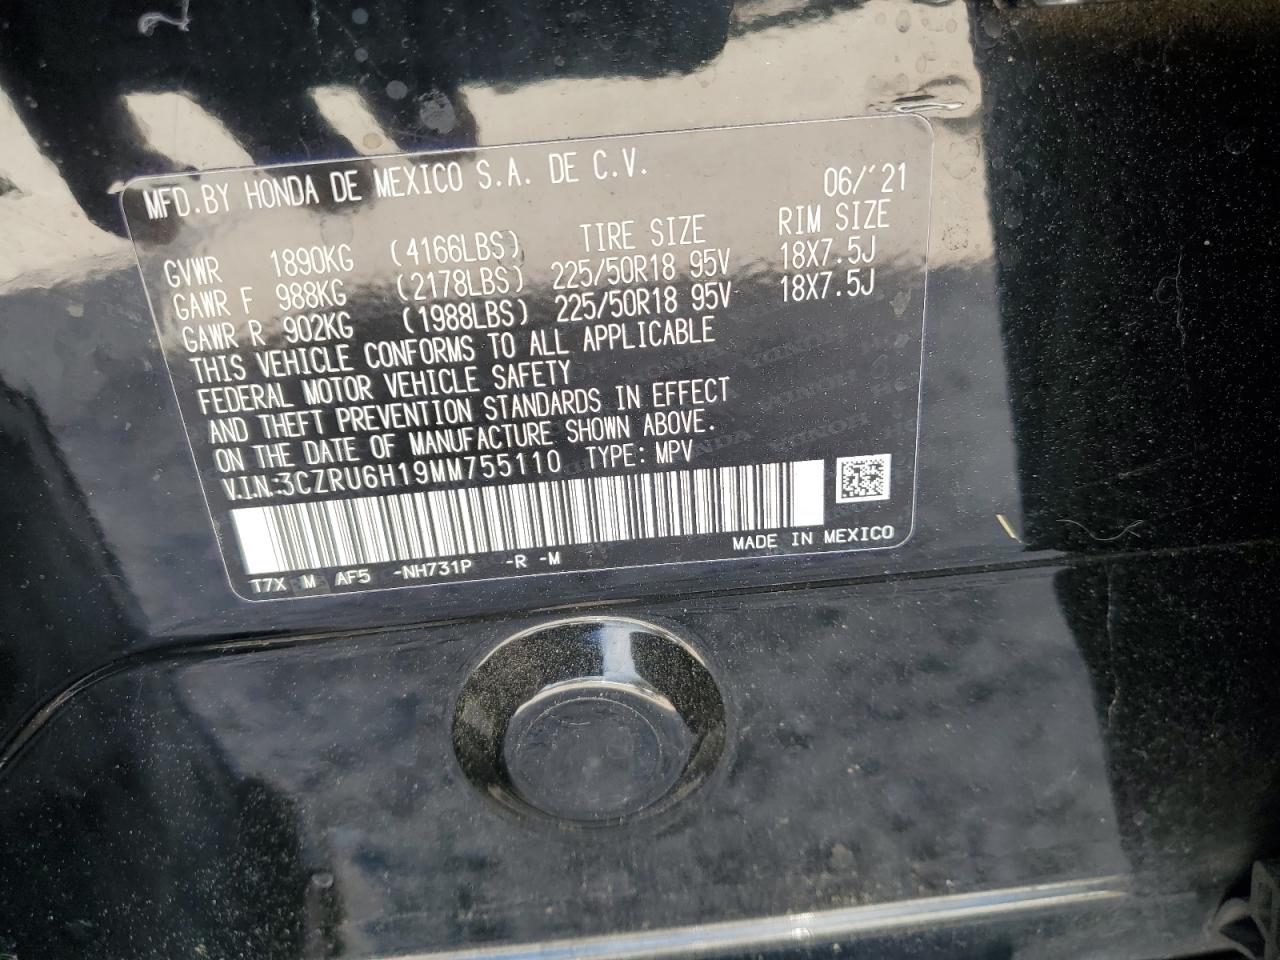 MFD.BY HONDA DE MEXICO S.A. DE C.V. 06/'21
TIRE SIZE RIM SIZE
GVWR 1890KG (4166LBS)
GAWR F 988KG (2178LBS) 225/50R18 95V 18X7.5J
GAWR R 902KG (1988LBS) 225/50R18 95V 18X7.5J
THIS VEHICLE CONFORMS TO ALL APPLICABLE
FEDERAL MOTOR VEHICLE SAFETY
AND THEFT PREVENTION STANDARDS IN EFFECT
ON THE DATE OF MANUFACTURE SHOWN ABOVE.
V.I.N:3CZRU6H19MM755110 TYPE:MPV
T7X M AF5 -NH731P -R -M MADE IN MEXICO